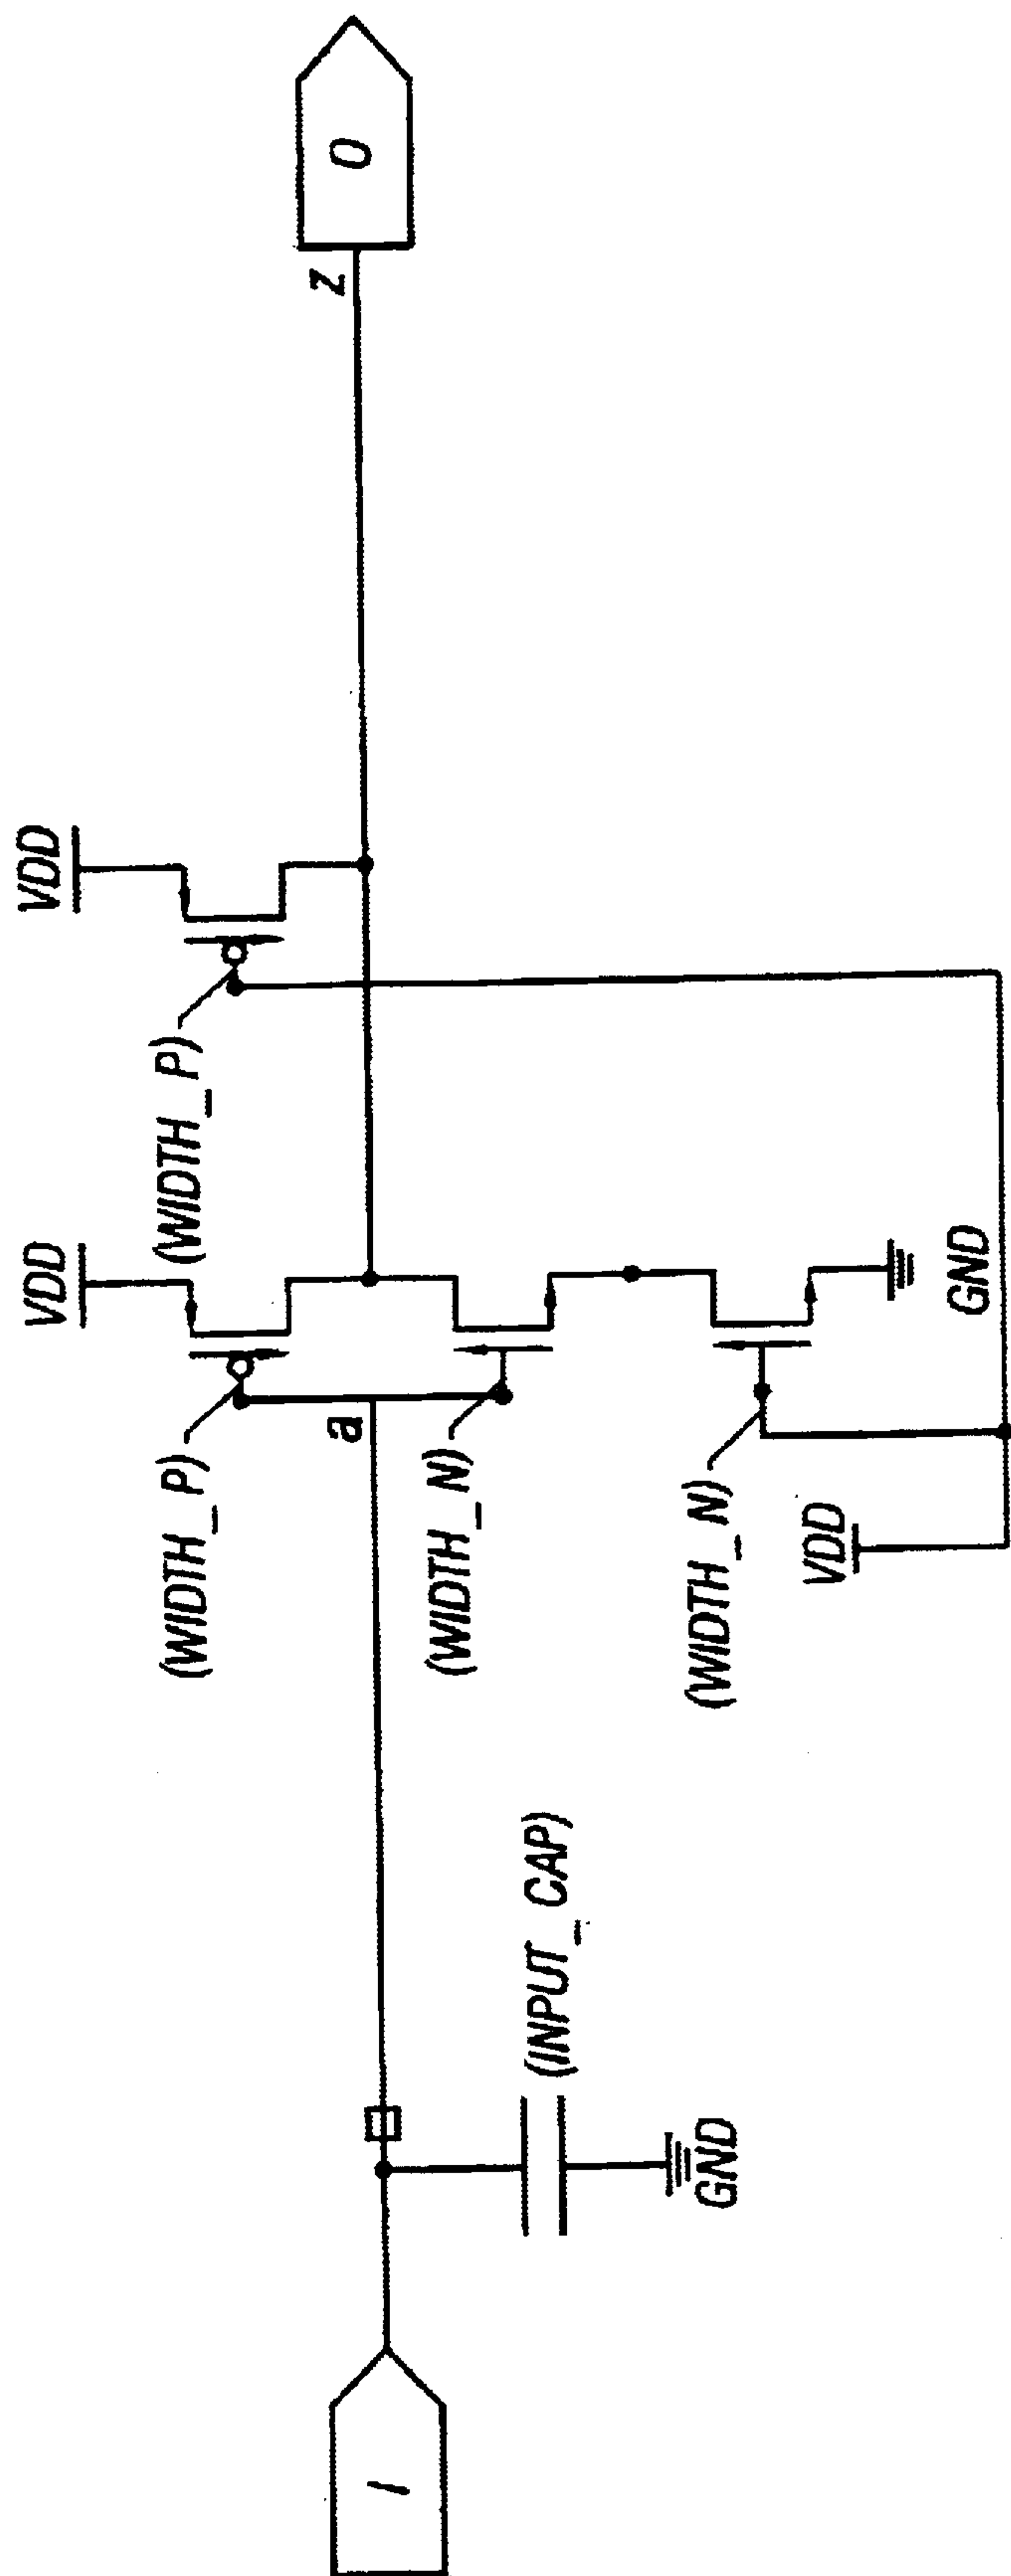 VDD
VDD
(WIDTH_P)
(WIDTH_P)
a
z
O
I
(WIDTH_N)
(INPUT_CAP)
GND
(WIDTH_N)
VDD
GND